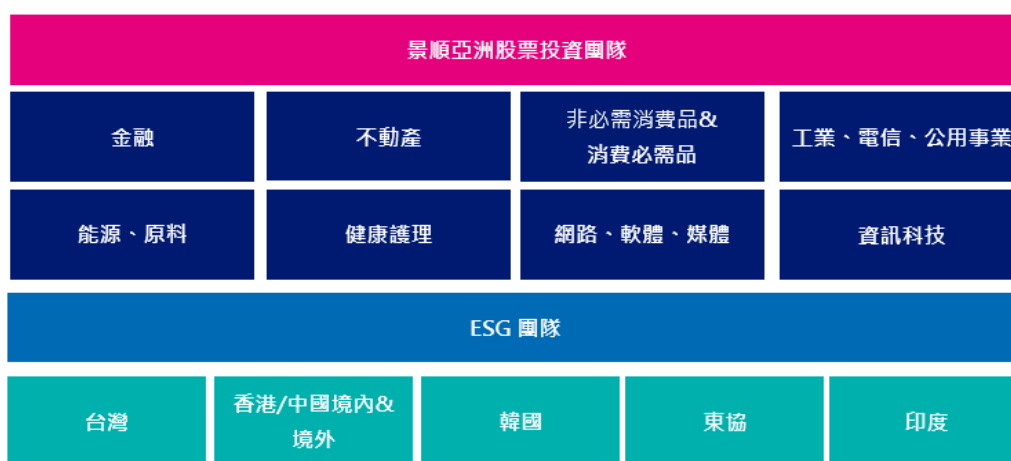 景順亞洲股票投資團隊
金融
不動產
非必需消費品&
消費必需品
工業、電信、公用事業
能源、原料
健康護理
網路、軟體、媒體
資訊科技
ESG 團隊
台灣
香港/中國境內&
境外
韓國
東協
印度